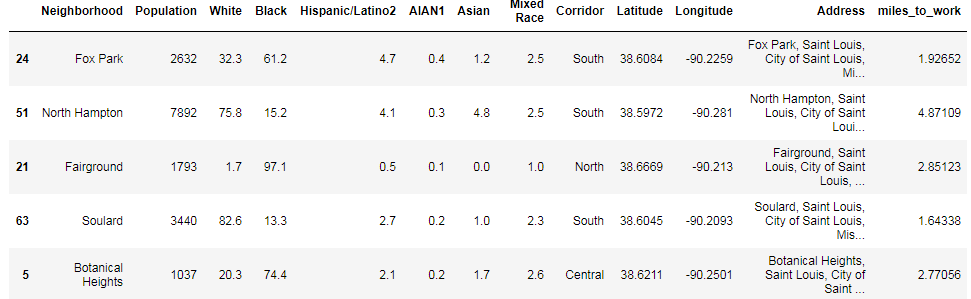 Neighborhood Population White Black Hispanic/Latino2 AIAN1 Asian Mixed Race Corridor Latitude Longitude Address miles_to_work
24 Fox Park 2632 32.3 61.2 4.7 0.4 1.2 2.5 South 38.6084 -90.2259 Fox Park, Saint Louis, City of Saint Louis, Mi... 1.92652
51 North Hampton 7892 75.8 15.2 4.1 0.3 4.8 2.5 South 38.5972 -90.281 North Hampton, Saint Louis, City of Saint Loui... 4.87109
21 Fairground 1793 1.7 97.1 0.5 0.1 0.0 1.0 North 38.6669 -90.213 Fairground, Saint Louis, City of Saint Louis, ... 2.85123
63 Soulard 3440 82.6 13.3 2.7 0.2 1.0 2.3 South 38.6045 -90.2093 Soulard, Saint Louis, City of Saint Louis, Mis... 1.64338
5 Botanical Heights 1037 20.3 74.4 2.1 0.2 1.7 2.6 Central 38.6211 -90.2501 Botanical Heights, Saint Louis, City of Saint ... 2.77056